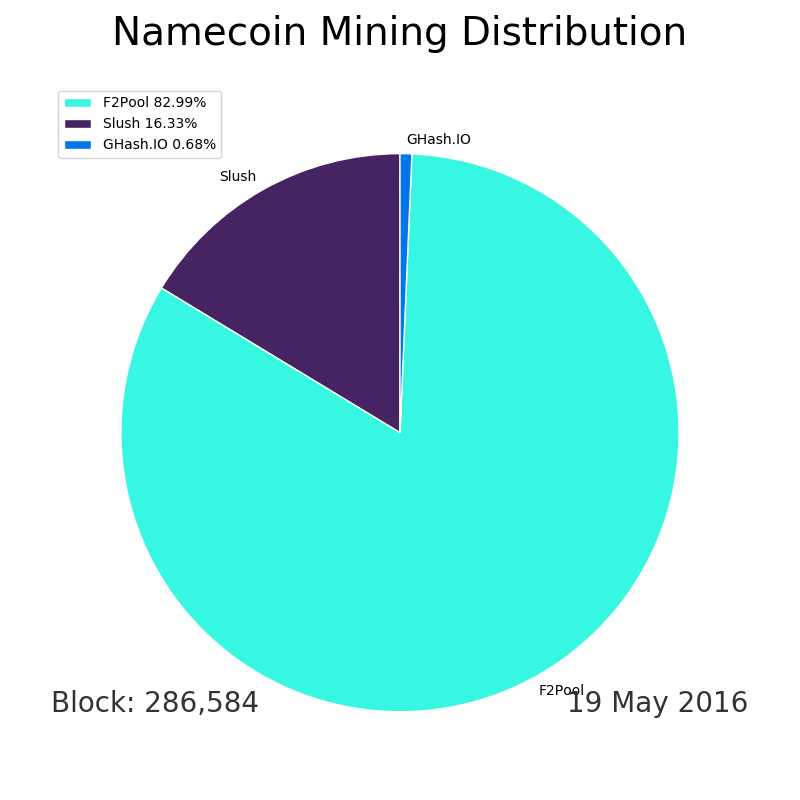 Namecoin Mining Distribution
F2Pool 82.99%
Slush 16.33%
GHash.IO 0.68%
GHash.IO
Slush
F2Pool
Block: 286,584
19 May 2016